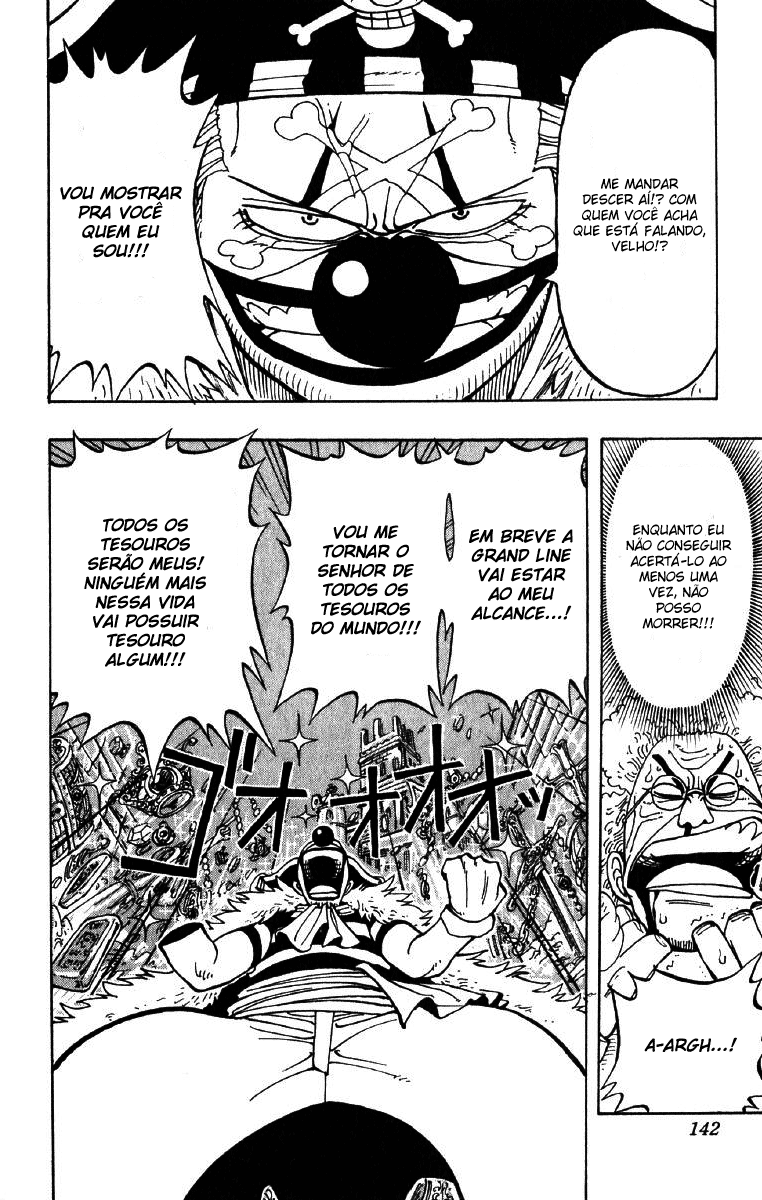 ME MANDAR
DESCER AÍ!? COM
QUEM VOCÊ ACHA
QUE ESTÁ FALANDO,
VELHO!?
VOU MOSTRAR
PRA VOCÊ
QUEM EU
SOU!!!
ENQUANTO EU
NÃO CONSEGUIR
ACERTÁ-LO AO
MENOS UMA
VEZ, NÃO
POSSO
MORRER!!!
A-ARGH...!
EM BREVE A
GRAND LINE
VAI ESTAR
AO MEU
ALCANCE...!
VOU ME
TORNAR O
SENHOR DE
TODOS OS
TESOUROS
DO MUNDO!!!
TODOS OS
TESOUROS
SERÃO MEUS!
NINGUÉM MAIS
NESSA VIDA
VAI POSSUIR
TESOURO
ALGUM!!!
ゴオオオオッ
142